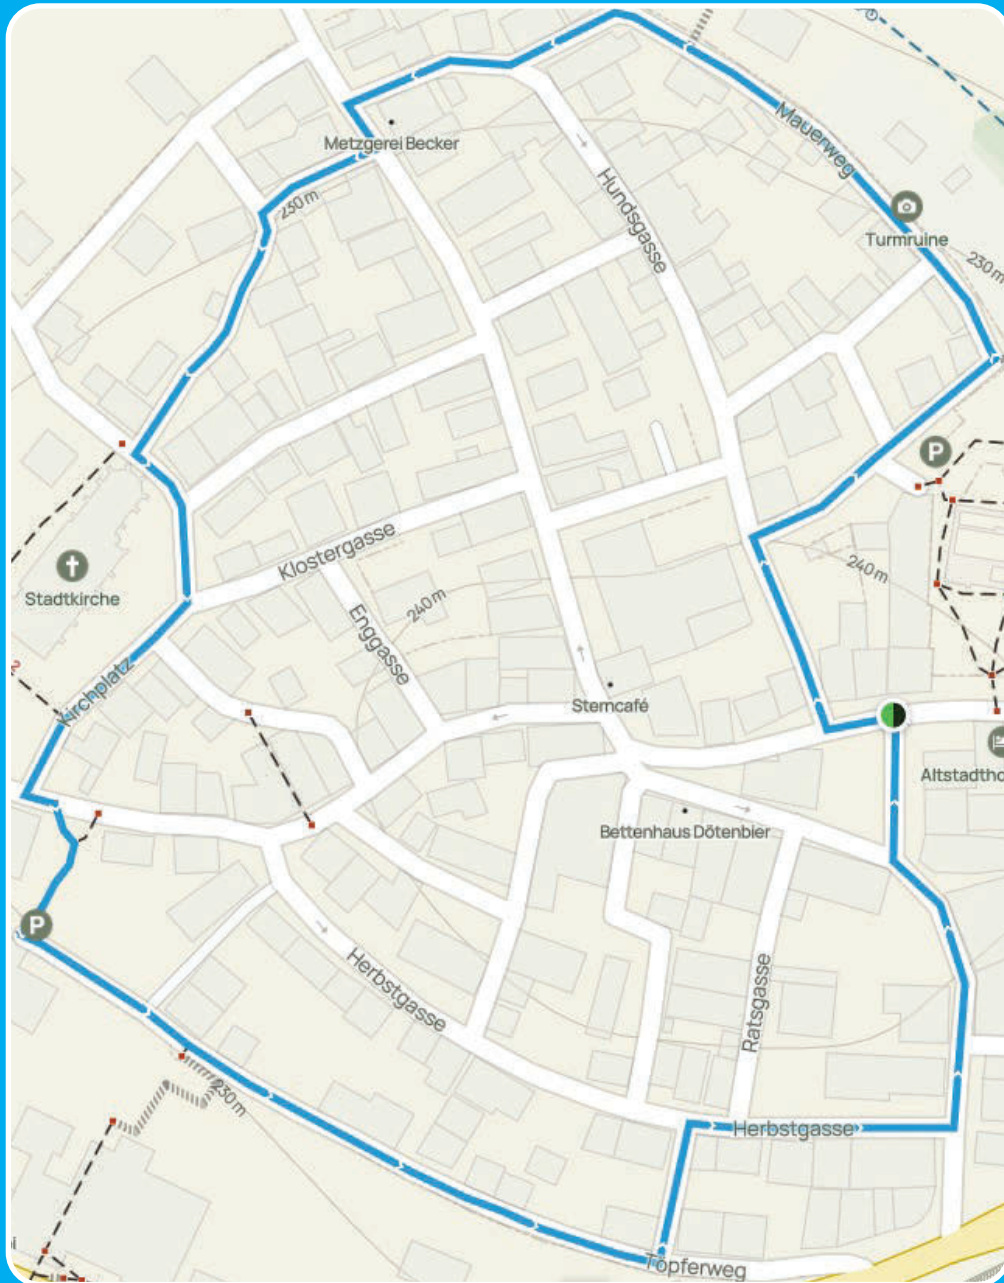 Metzgerei Becker
Mauerweg
230 m
Hundsgasse
Turmruine
230 m
P
Klostergasse
240 m
Stadtkirche
Enggasse
240 m
Kirchplatz
Sterncafé
Bettenhaus Dötenbier
P
Herbstgasse
Ratsgasse
230 m
Herbstgasse
Töpferweg